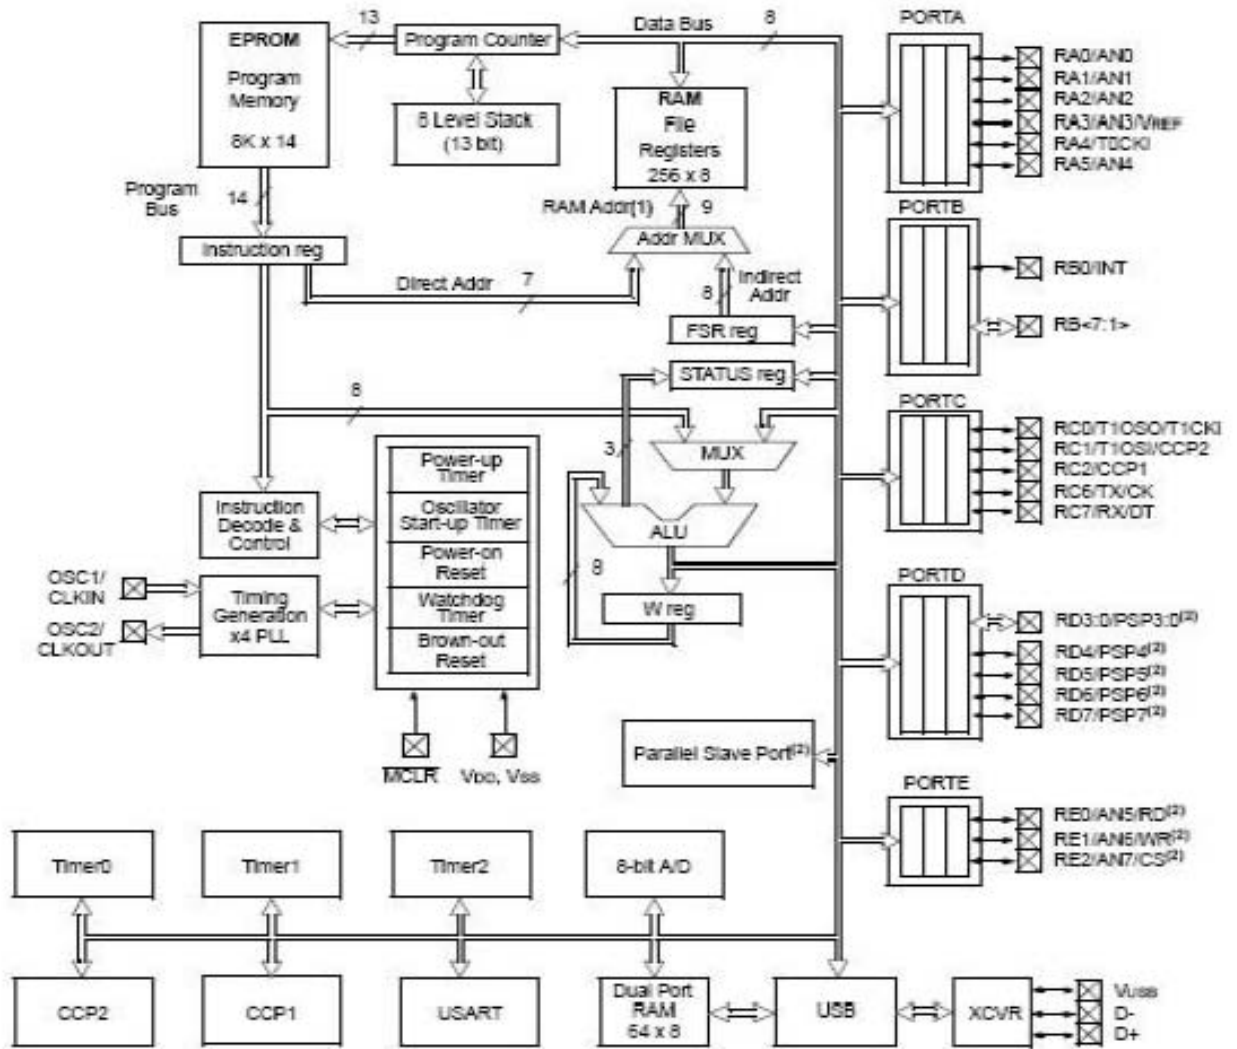 13
Data Bus
8
PORTA
EPROM
Program Counter
Program
Memory
8K x 14
8 Level Stack
(13 bit)
RAM
File
Registers
256 x 8
RA0/AN0
RA1/AN1
RA2/AN2
RA3/AN3/VREF
RA4/T0CKI
RA5/AN4
Program
Bus
14
RAM Addr(1)
9
PORTB
Instruction reg
Addr MUX
Direct Addr
7
8
Indirect
Addr
RB0/INT
FSR reg
RB<7:1>
STATUS reg
8
PORTC
3
MUX
RC0/T1OSO/T1CKI
RC1/T1OSI/CCP2
RC2/CCP1
RC6/TX/CK
RC7/RX/DT
Power-up
Timer
Instruction
Decode &
Control
Oscillator
Start-up Timer
ALU
Power-on
Reset
8
PORTD
OSC1/
CLKIN
Timing
Generation
x4 PLL
Watchdog
Timer
W reg
OSC2/
CLKOUT
Brown-out
Reset
RD3:0/PSP3:0(2)
RD4/PSP4(2)
RD5/PSP5(2)
RD6/PSP6(2)
RD7/PSP7(2)
Parallel Slave Port(2)
MCLR
VDD, VSS
PORTE
RE0/AN5/RD(2)
RE1/AN6/WR(2)
RE2/AN7/CS(2)
Timer0
Timer1
Timer2
8-bit A/D
CCP2
CCP1
USART
Dual Port
RAM
64 x 8
USB
XCVR
VUSB
D-
D+